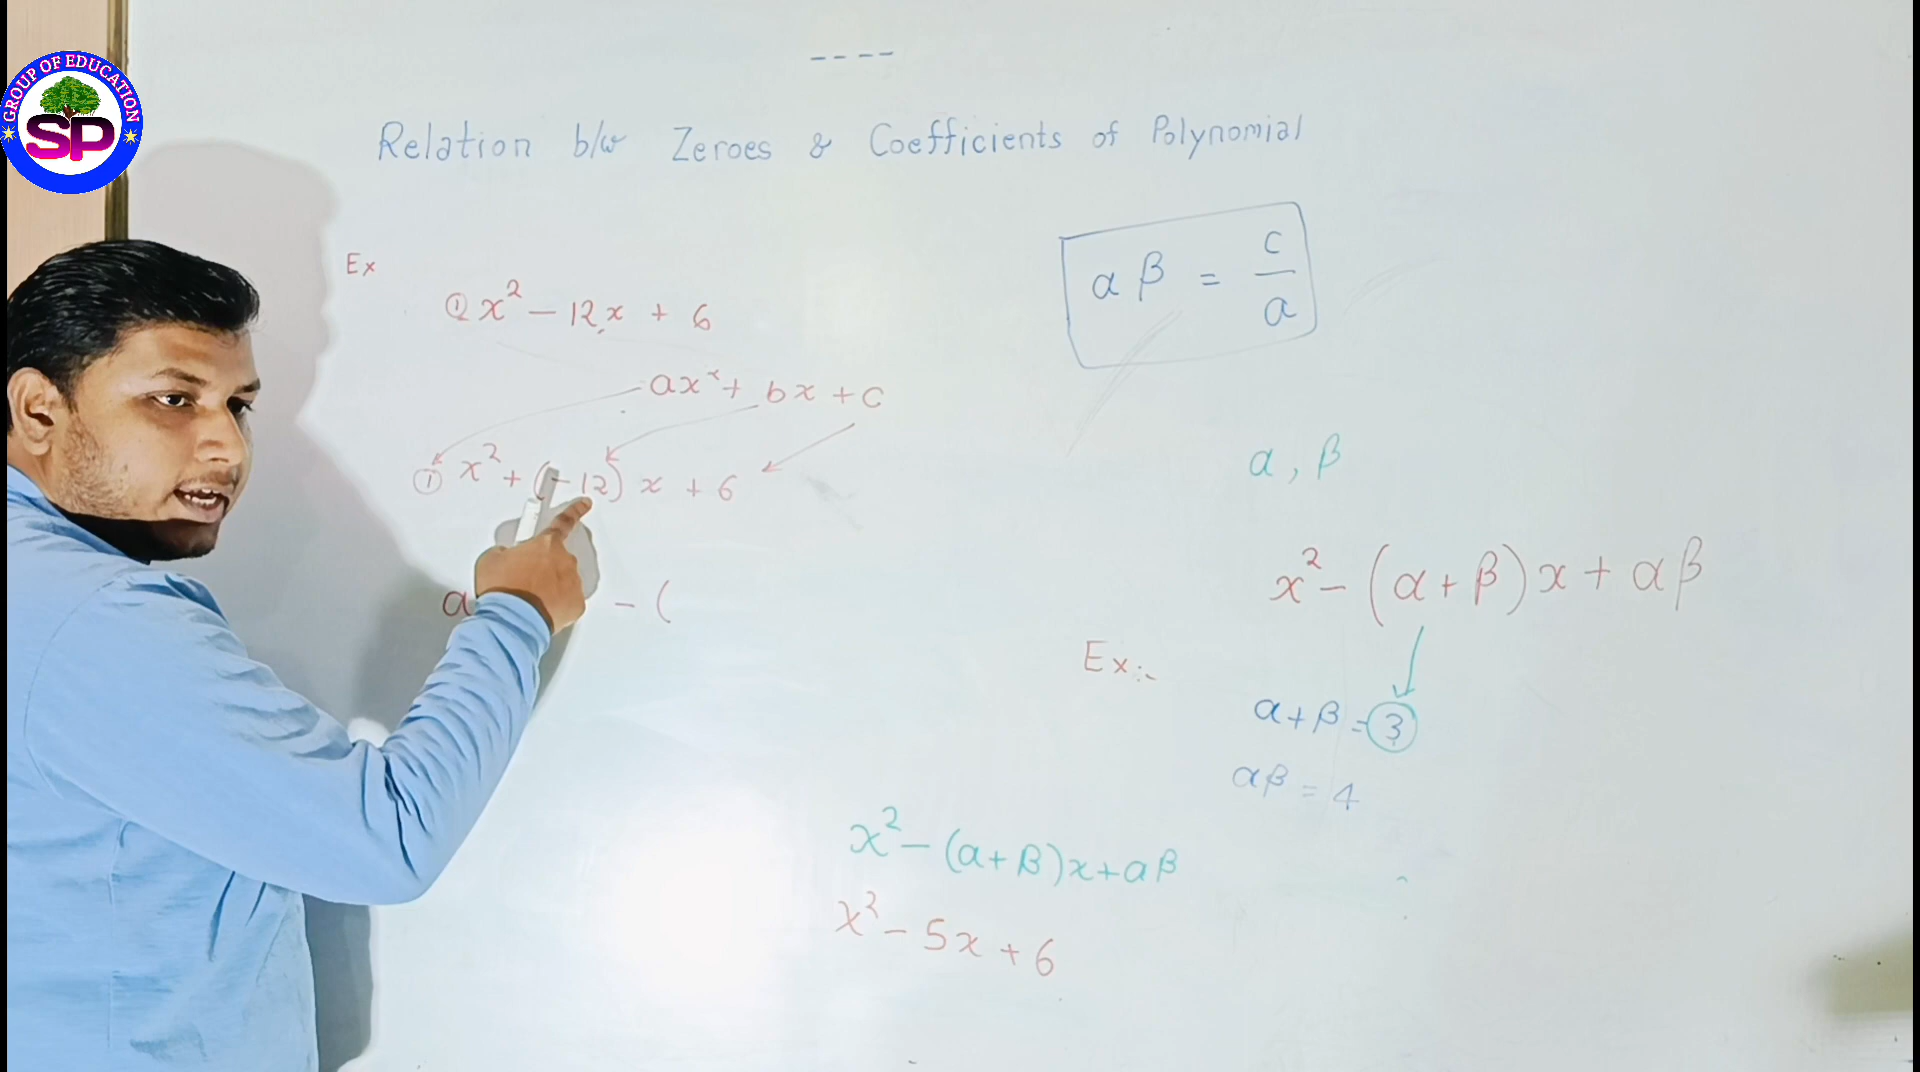 GROUP OF EDUCATION
SP
Relation b/w Zeroes & Coefficients of Polynomial
Ex
① x² - 12x + 6
ax² + bx + c
① x² + (-12) x + 6
a - (
αβ = c/a
α, β
x² - (α+β)x + αβ
Ex:-
α+β = 3
αβ = 4
x² - (α+β)x + αβ
x² - 5x + 6